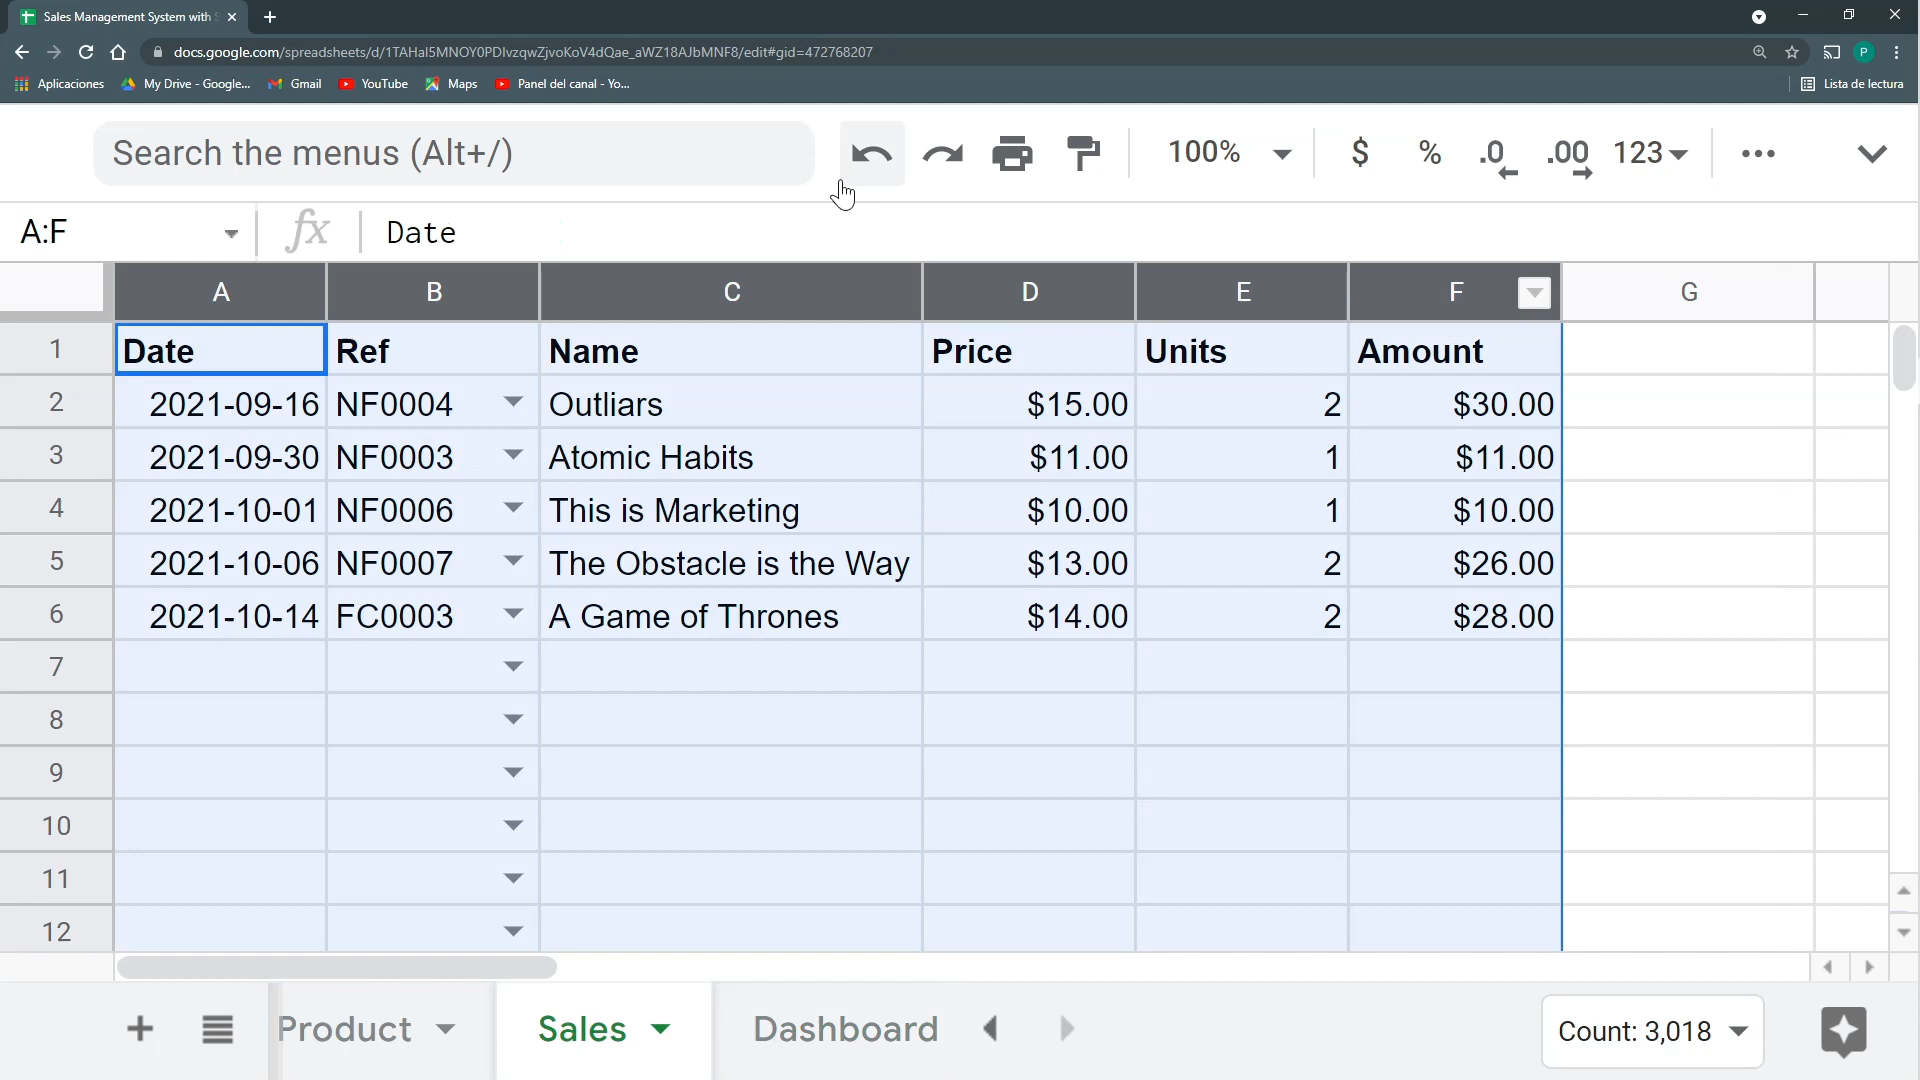 Sales Management System with S
docs.google.com/spreadsheets/d/1TAHal5MNOY0PDlvzqwZjvoKoV4dQae_aWZ18AJbMNF8/edit#gid=472768207
P
Aplicaciones My Drive - Google... Gmail YouTube Maps Panel del canal - Yo... Lista de lectura
Search the menus (Alt+/) 100% $ % .0 .00 123
A:F fx Date
A B C D E F G
1 Date Ref Name Price Units Amount
2 2021-09-16 NF0004 Outliars $15.00 2 $30.00
3 2021-09-30 NF0003 Atomic Habits $11.00 1 $11.00
4 2021-10-01 NF0006 This is Marketing $10.00 1 $10.00
5 2021-10-06 NF0007 The Obstacle is the Way $13.00 2 $26.00
6 2021-10-14 FC0003 A Game of Thrones $14.00 2 $28.00
7
8
9
10
11
12
Product Sales Dashboard Count: 3,018